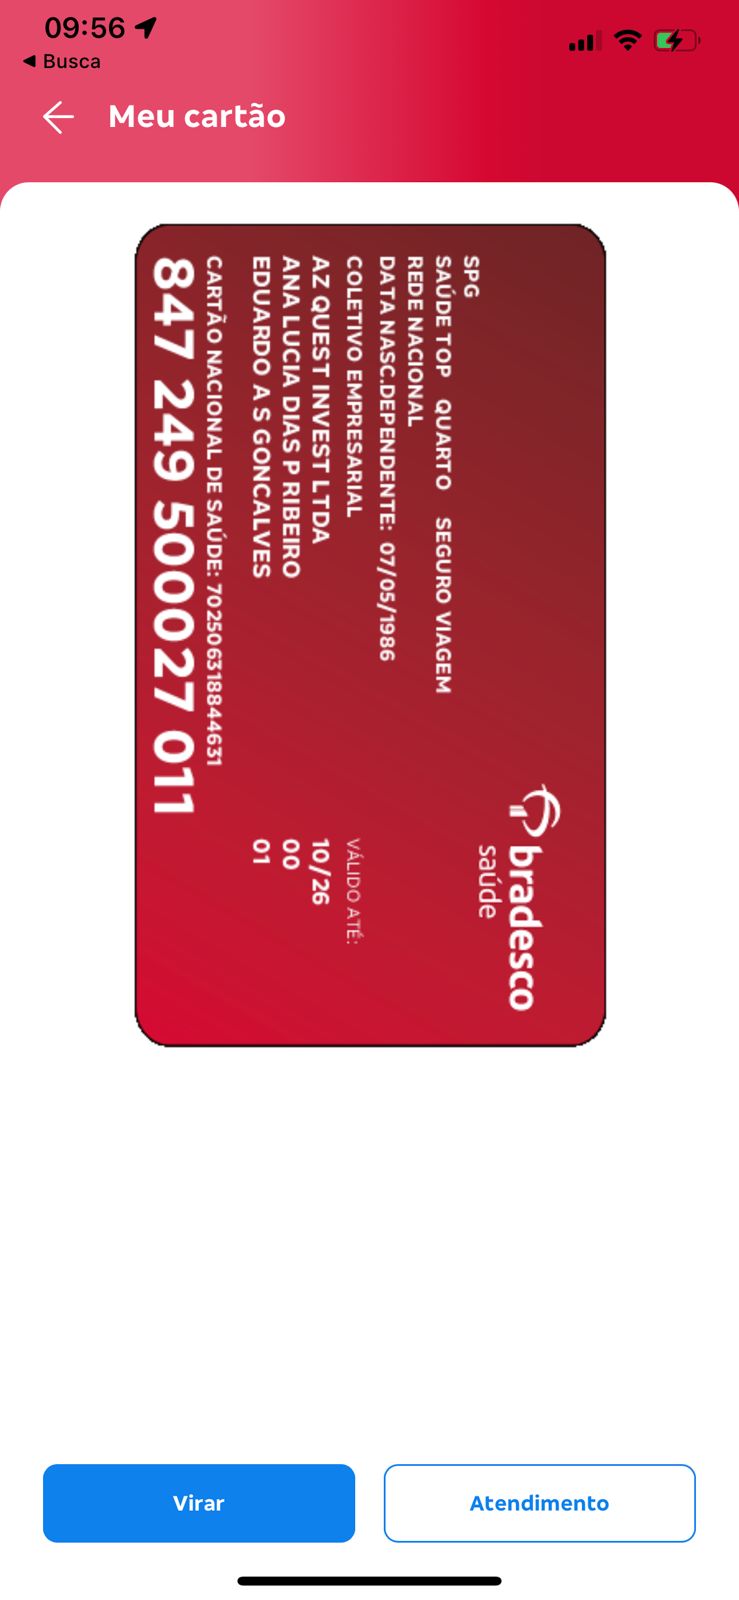 09:56
◀ Busca
Meu cartão
bradesco
saúde
SPG
SAÚDE TOP QUARTO SEGURO VIAGEM
REDE NACIONAL
DATA NASC.DEPENDENTE: 07/05/1986
COLETIVO EMPRESARIAL VÁLIDO ATÉ:
AZ QUEST INVEST LTDA 10/26
ANA LUCIA DIAS P RIBEIRO 00
EDUARDO A S GONCALVES 01
CARTÃO NACIONAL DE SAÚDE: 702506318844631
847 249 500027 011
Virar
Atendimento